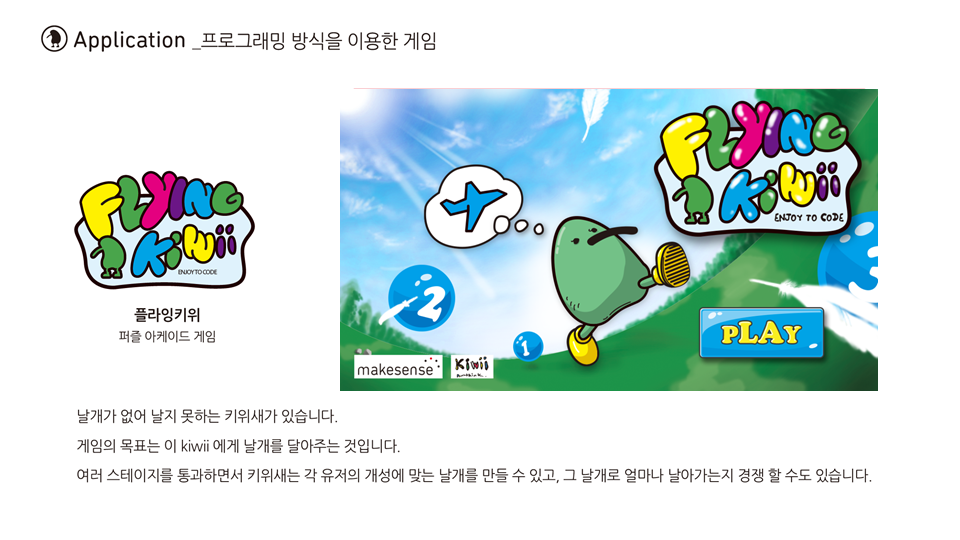 Application _프로그래밍 방식을 이용한 게임
FLYING
kiwii
ENJOY TO CODE
플라잉키위
퍼즐 아케이드 게임
FLYING
kiwii
ENJOY TO CODE
2
3
1
PLAY
makesense
Kiwii
날개가 없어 날지 못하는 키위새가 있습니다.
게임의 목표는 이 kiwii 에게 날개를 달아주는 것입니다.
여러 스테이지를 통과하면서 키위새는 각 유저의 개성에 맞는 날개를 만들 수 있고, 그 날개로 얼마나 날아가는지 경쟁 할 수도 있습니다.